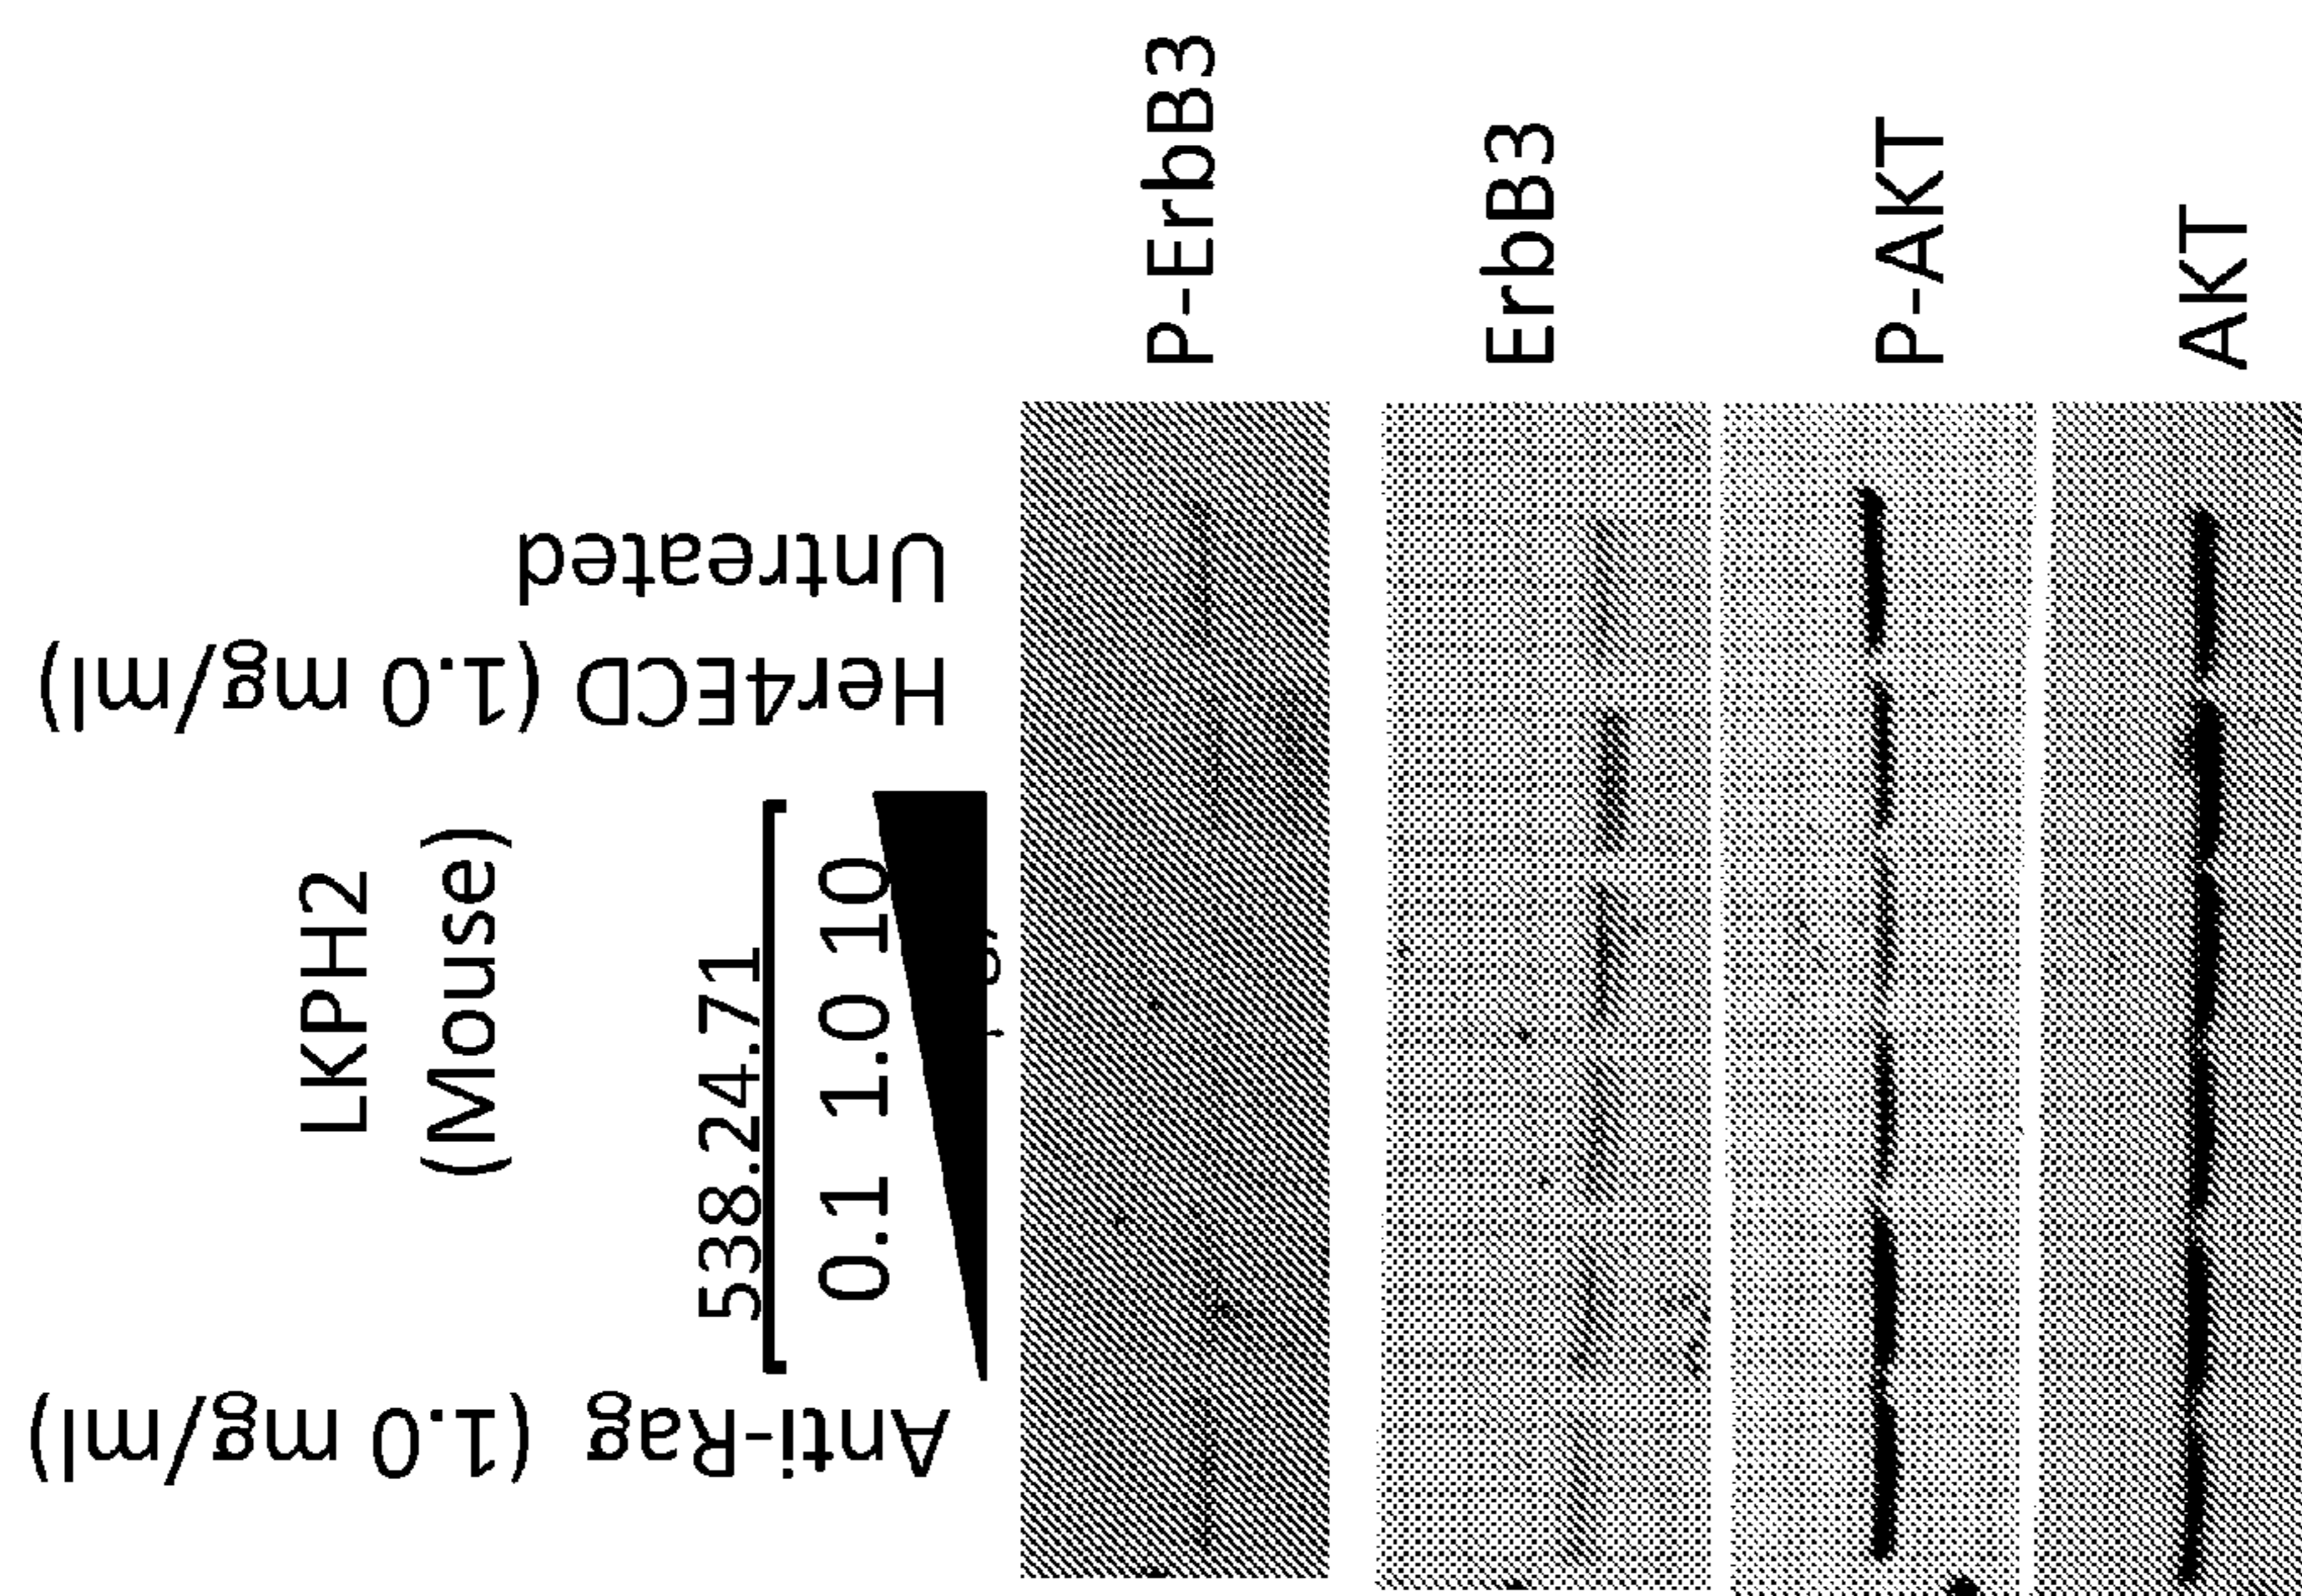 LKPH2
(Mouse)
538.24.71
0.1 1.0 10
Anti-Rag (1.0 mg/ml)
Her4ECD (1.0 mg/ml)
Untreated
P-ErbB3
ErbB3
P-AKT
AKT